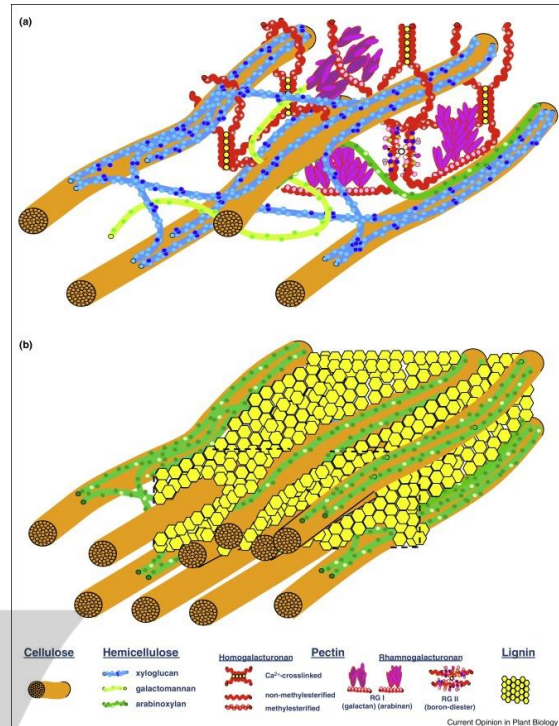 (a)
(b)
Cellulose
Hemicellulose
xyloglucan
galactomannan
arabinoxylan
Pectin
Homogalacturonan
Ca²⁺-crosslinked
non-methylesterified
methylesterified
Rhamnogalacturonan
RG I
(galactan) (arabinan)
RG II
(boron-diester)
Lignin
Current Opinion in Plant Biology